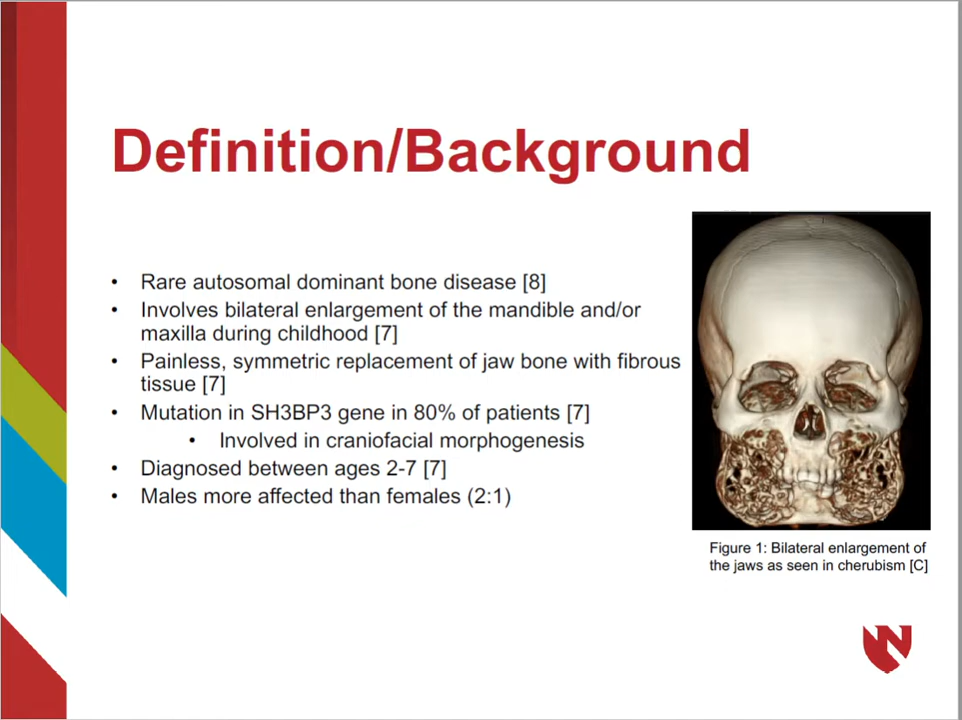 Definition/Background
• Rare autosomal dominant bone disease [8]
• Involves bilateral enlargement of the mandible and/or
maxilla during childhood [7]
• Painless, symmetric replacement of jaw bone with fibrous
tissue [7]
• Mutation in SH3BP3 gene in 80% of patients [7]
• Involved in craniofacial morphogenesis
• Diagnosed between ages 2-7 [7]
• Males more affected than females (2:1)
Figure 1: Bilateral enlargement of
the jaws as seen in cherubism [C]
N